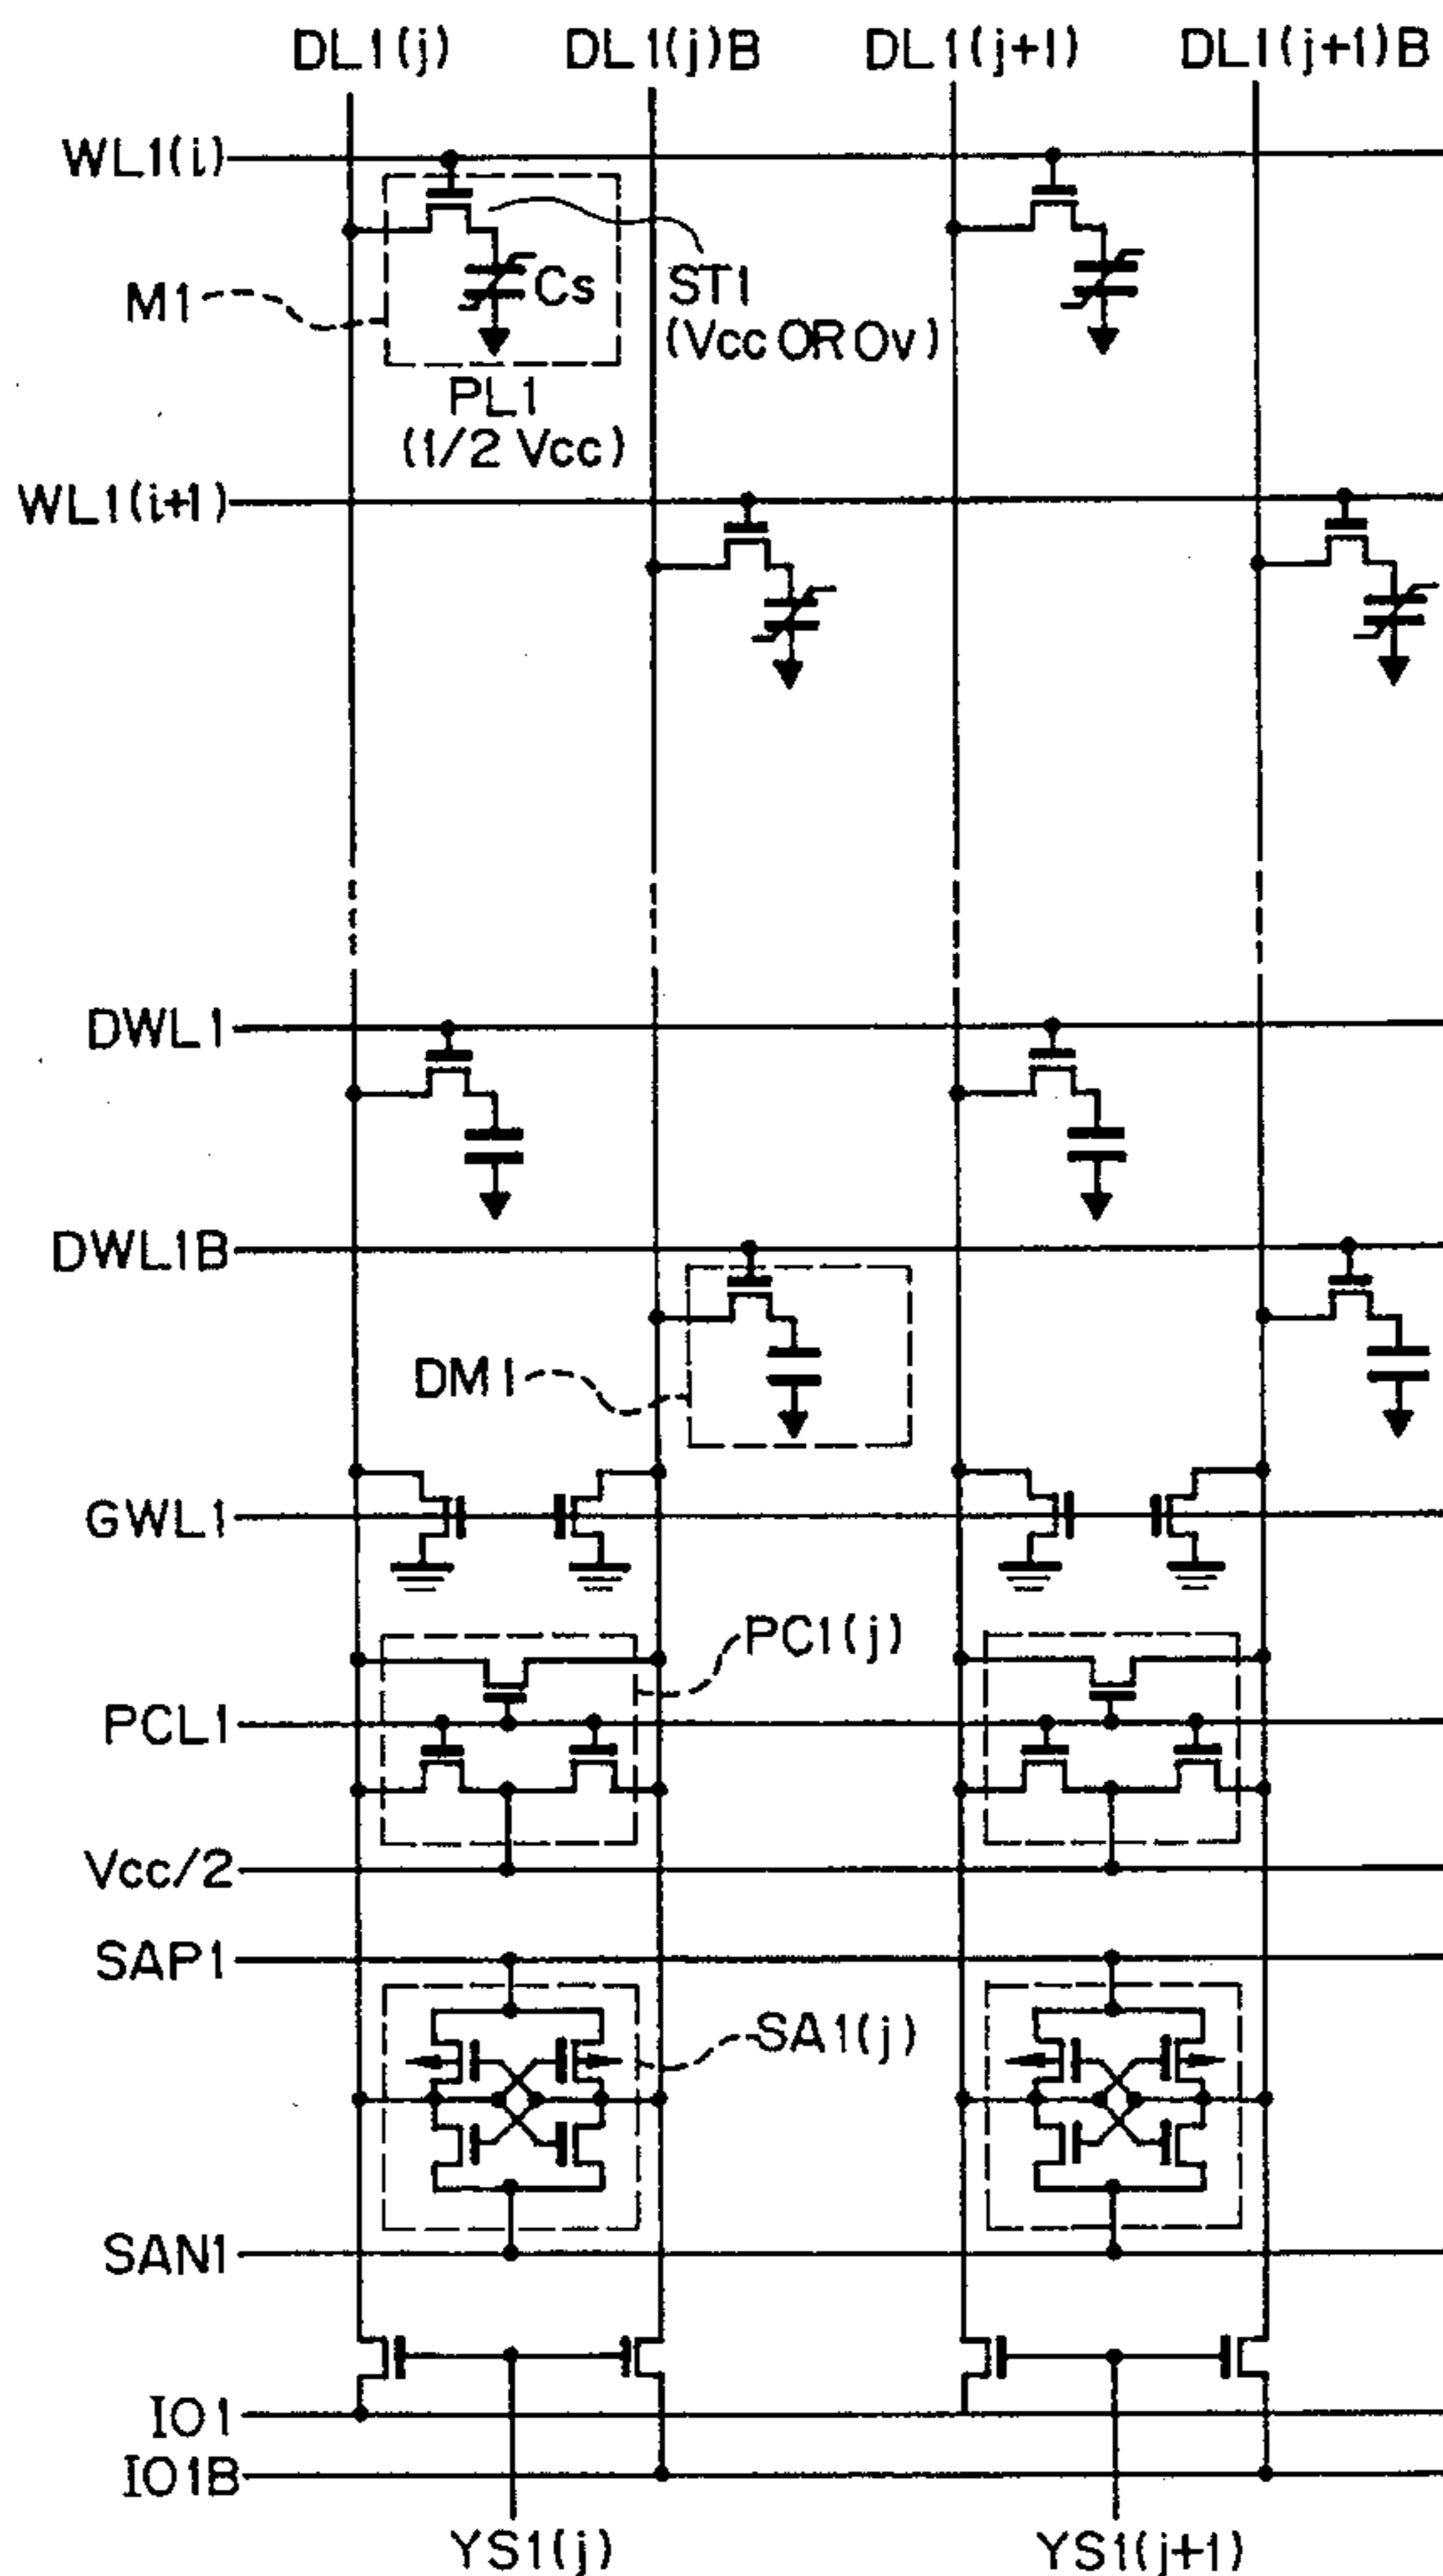 DL1(j) DL1(j)B DL1(j+1) DL1(j+1)B
WL1(i)
M1
Cs
ST1
(Vcc OR 0v)
PL1
(1/2 Vcc)
WL1(i+1)
DWL1
DWL1B
DM1
GWL1
PC1(j)
PCL1
Vcc/2
SAP1
SA1(j)
SAN1
IO1
IO1B
YS1(j) YS1(j+1)